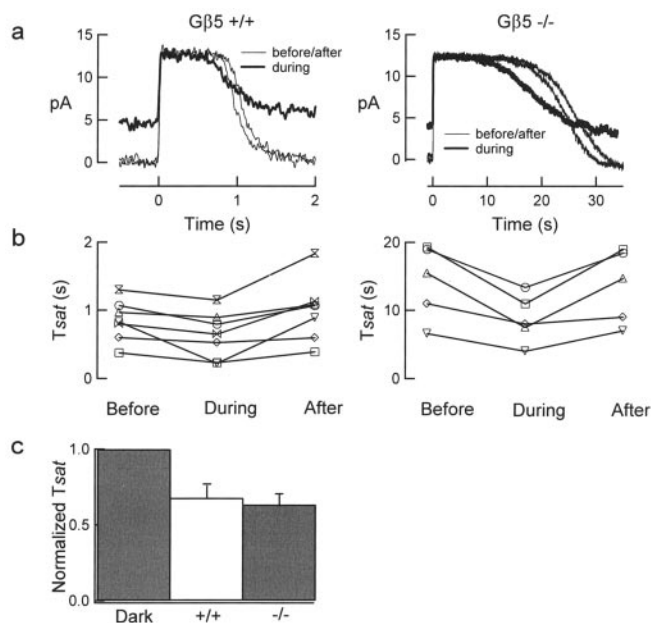 a
Gβ5 +/+
Gβ5 -/-
before/after
during
15
10
5
0
pA
0
1
2
Time (s)
15
10
5
0
pA
before/after
during
0
10
20
30
Time (s)
b
2
1
0
Tsat (s)
Before
During
After
20
10
0
Tsat (s)
Before
During
After
c
1.0
0.5
0.0
Normalized Tsat
Dark
+/+
-/-